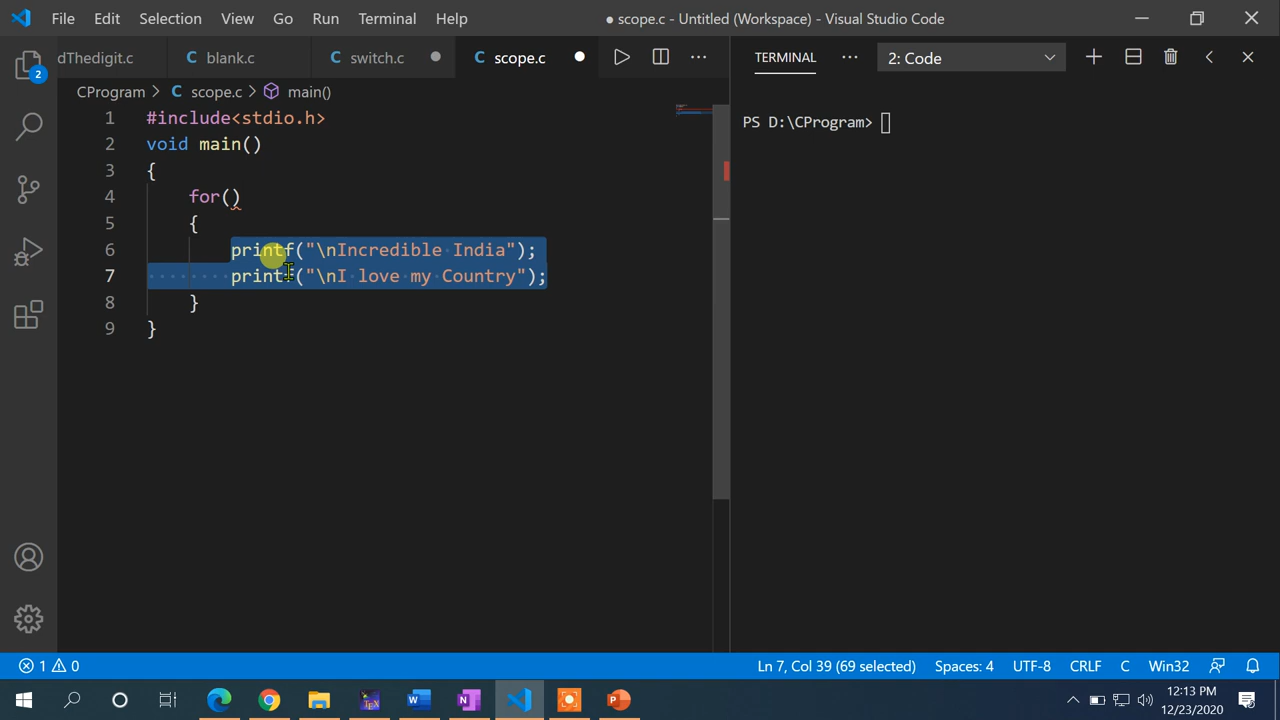 File Edit Selection View Go Run Terminal Help ● scope.c - Untitled (Workspace) - Visual Studio Code
dThedigit.c C blank.c C switch.c C scope.c
TERMINAL 2: Code
CProgram > C scope.c > main()
1 #include<stdio.h>
2 void main()
3 {
4 for()
5 {
6 printf("\nIncredible India");
7 printf("\nI love my Country");
8 }
9 }
PS D:\CProgram>
2
1 0 Ln 7, Col 39 (69 selected) Spaces: 4 UTF-8 CRLF C Win32
12:13 PM
12/23/2020